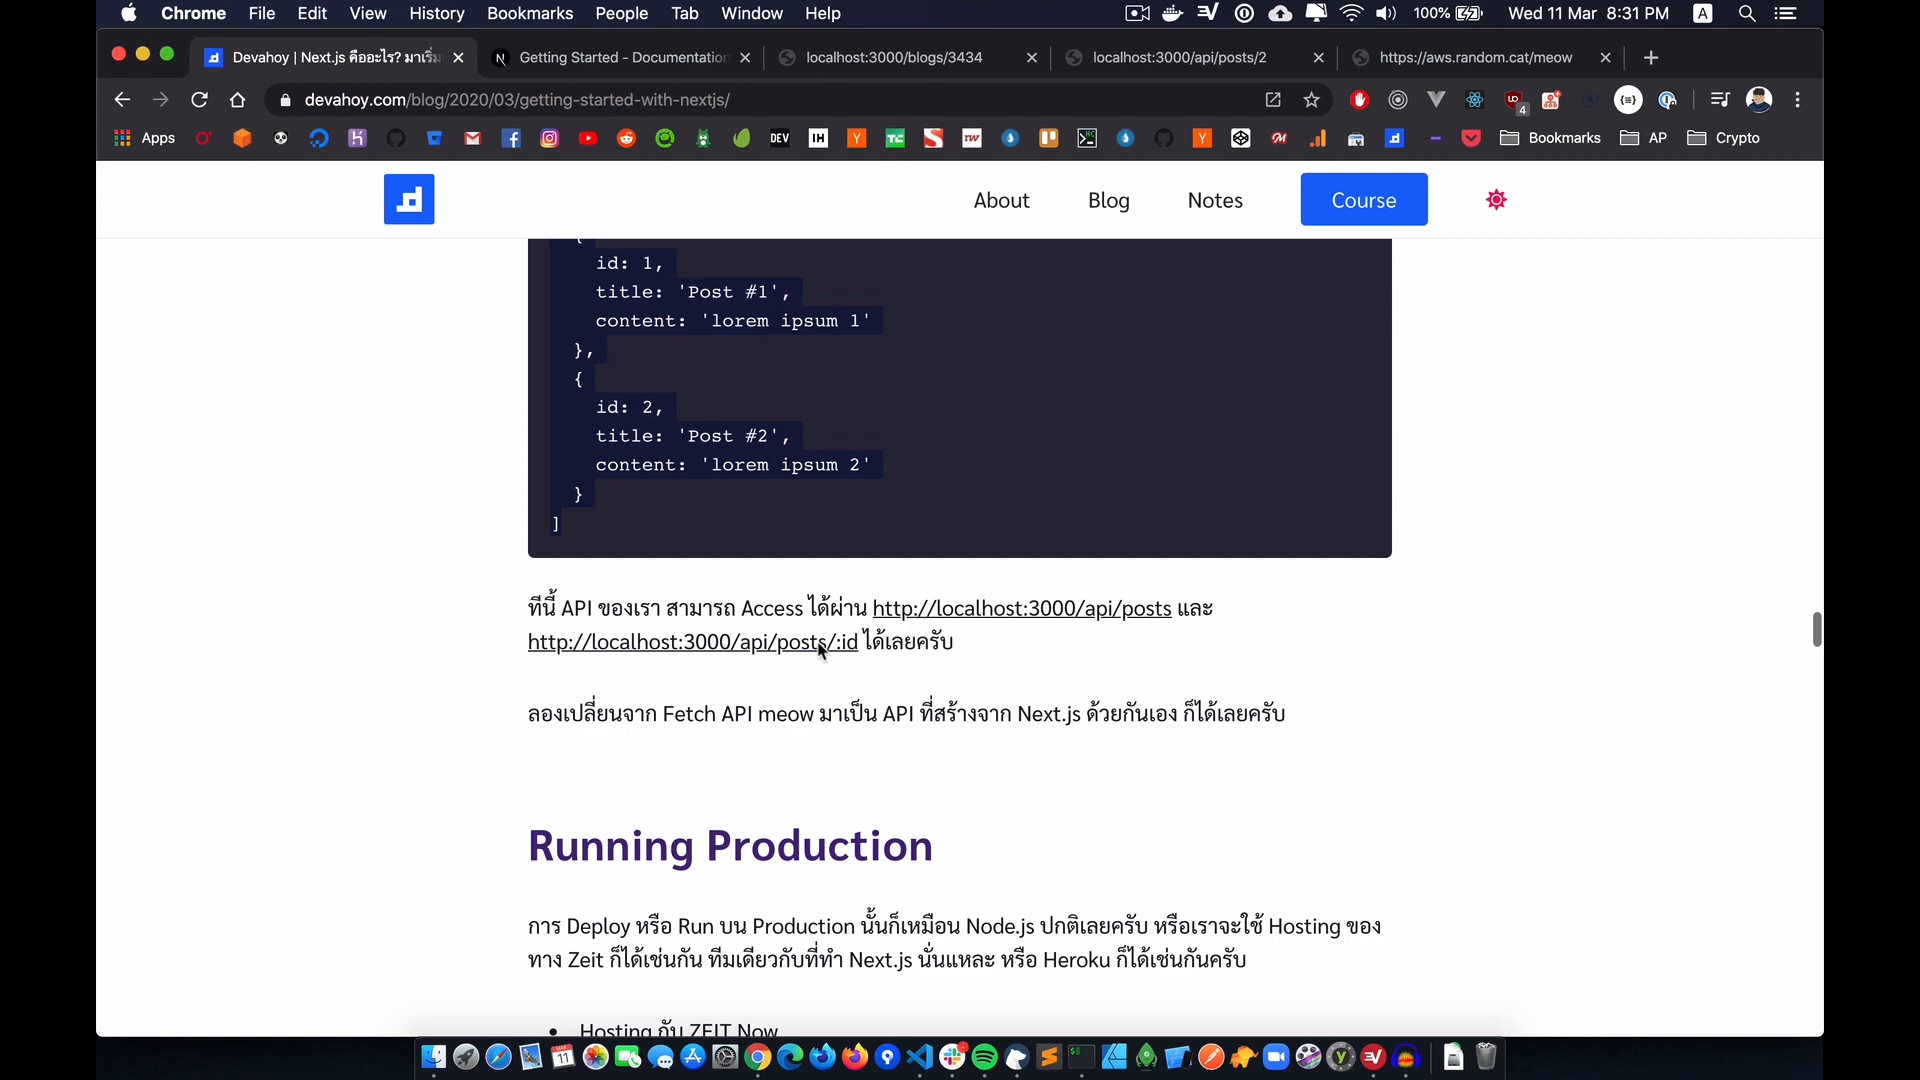 Chrome File Edit View History Bookmarks People Tab Window Help 100% Wed 11 Mar 8:31 PM
Devahoy | Next.js คืออะไร? มาเริ่ม
Getting Started - Documentation
localhost:3000/blogs/3434
localhost:3000/api/posts/2
https://aws.random.cat/meow
devahoy.com/blog/2020/03/getting-started-with-nextjs/
Apps Bookmarks AP Crypto
About Blog Notes Course
{
id: 1,
title: 'Post #1',
content: 'lorem ipsum 1'
},
{
id: 2,
title: 'Post #2',
content: 'lorem ipsum 2'
}
]
ทีนี้ API ของเรา สามารถ Access ได้ผ่าน http://localhost:3000/api/posts และ
http://localhost:3000/api/posts/:id ได้เลยครับ
ลองเปลี่ยนจาก Fetch API meow มาเป็น API ที่สร้างจาก Next.js ด้วยกันเอง ก็ได้เลยครับ
Running Production
การ Deploy หรือ Run บน Production นั้นก็เหมือน Node.js ปกติเลยครับ หรือเราจะใช้ Hosting ของ
ทาง Zeit ก็ได้เช่นกัน ทีมเดียวกับที่ทำ Next.js นั่นแหละ หรือ Heroku ก็ได้เช่นกันครับ
Hosting กับ ZEIT Now